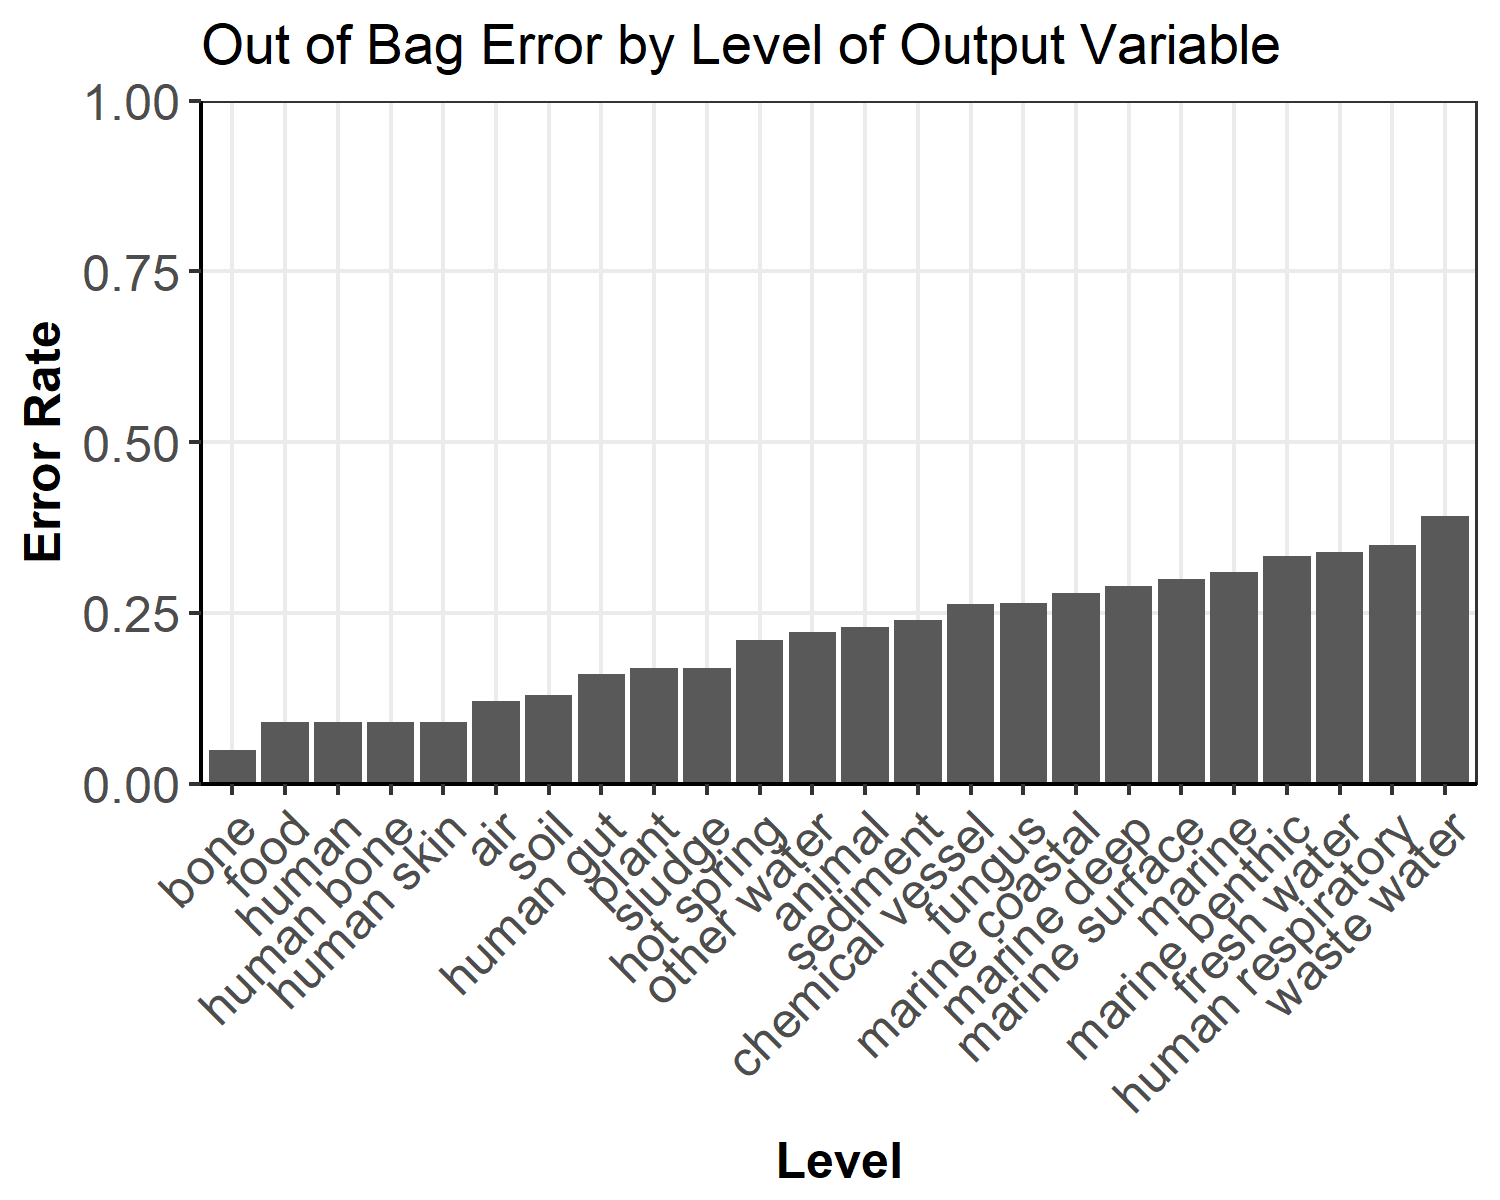 Out of Bag Error by Level of Output Variable
1.00
0.75
0.50
0.25
0.00
Error Rate
bone
food
human
human bone
human skin
air
soil
human gut
plant
sludge
hot spring
other water
animal
sediment
chemical vessel
fungus
marine coastal
marine deep
marine surface
marine
marine benthic
fresh water
human respiratory
waste water
Level